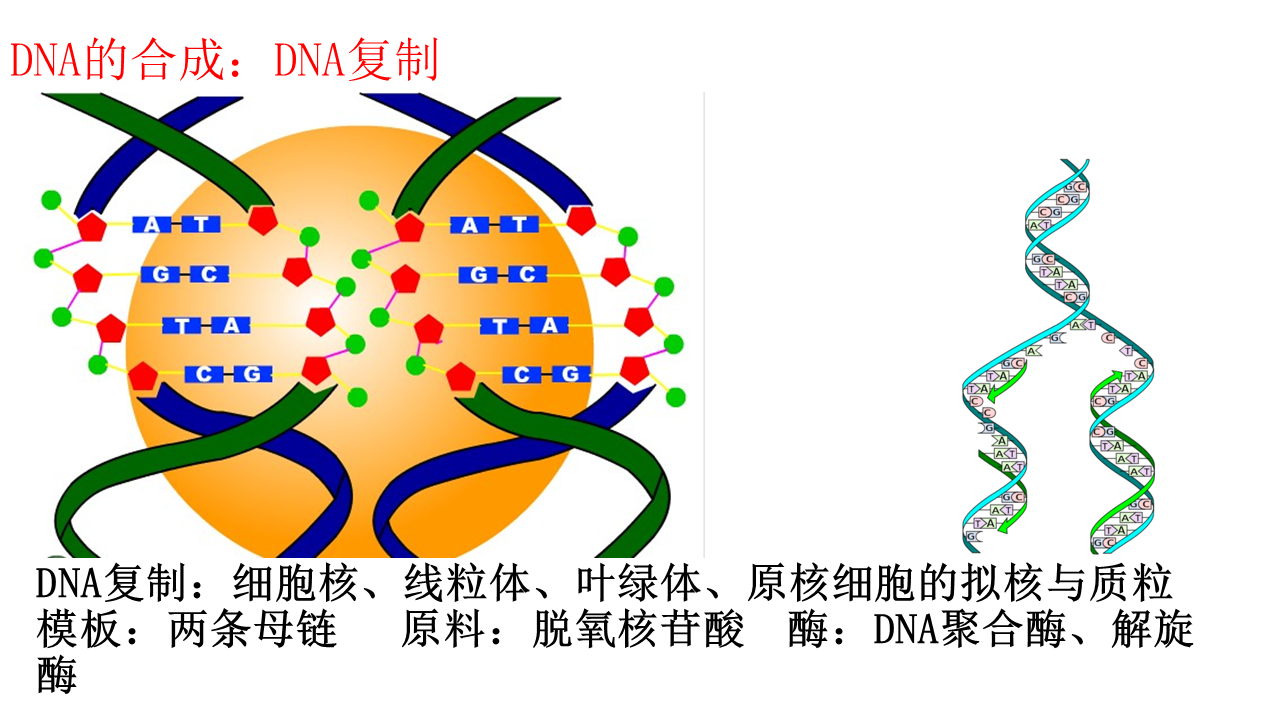 DNA的合成：DNA复制
A T A T
G C G C
T A T A
C G C G
G C
C G
C G
A T
G C
T A
T A
C G
A T
G C
A T
G C C
T A T A
T A T A
C C G
C
G C G
A T A
A T A T
A T
G C G C
A T A T
T A T A
G G C
DNA复制：细胞核、线粒体、叶绿体、原核细胞的拟核与质粒
模板：两条母链 原料：脱氧核苷酸 酶：DNA聚合酶、解旋
酶